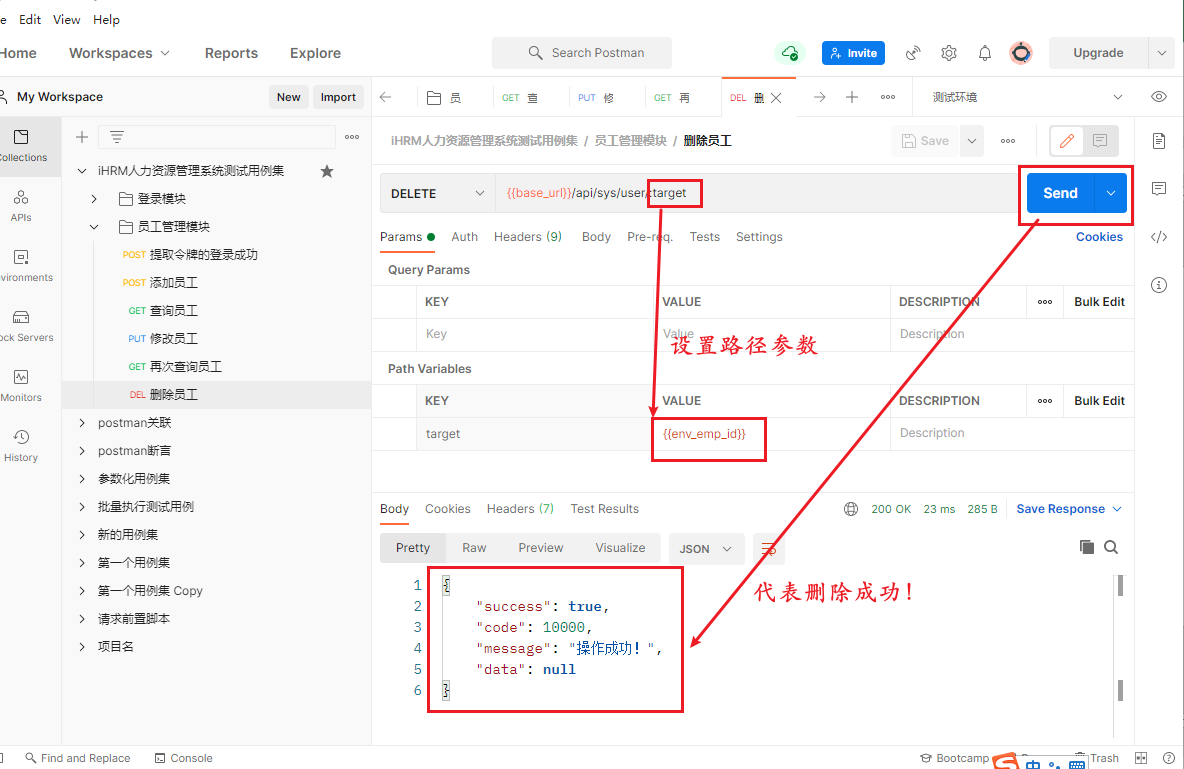 e Edit View Help
Home Workspaces Reports Explore Search Postman Invite Upgrade
My Workspace New Import 员 GET 查 PUT 修 GET 再 DEL 删 测试环境
Collections
APIs
vironments
ock Servers
Monitors
History
iHRM人力资源管理系统测试用例集
登录模块
员工管理模块
POST 提取令牌的登录成功
POST 添加员工
GET 查询员工
PUT 修改员工
GET 再次查询员工
DEL 删除员工
postman关联
postman断言
参数化用例集
批量执行测试用例
新的用例集
第一个用例集
第一个用例集 Copy
请求前置脚本
项目名
iHRM人力资源管理系统测试用例集 / 员工管理模块 / 删除员工 Save
DELETE {{base_url}}/api/sys/user/:target Send
Params Auth Headers (9) Body Pre-req. Tests Settings Cookies
Query Params
KEY VALUE DESCRIPTION Bulk Edit
Key Value Description
设置路径参数
Path Variables
KEY VALUE DESCRIPTION Bulk Edit
target {{env_emp_id}} Description
Body Cookies Headers (7) Test Results 200 OK 23 ms 285 B Save Response
Pretty Raw Preview Visualize JSON
1 {
2 "success": true,
3 "code": 10000,
4 "message": "操作成功！",
5 "data": null
6 }
代表删除成功！
Find and Replace Console Bootcamp Trash
中